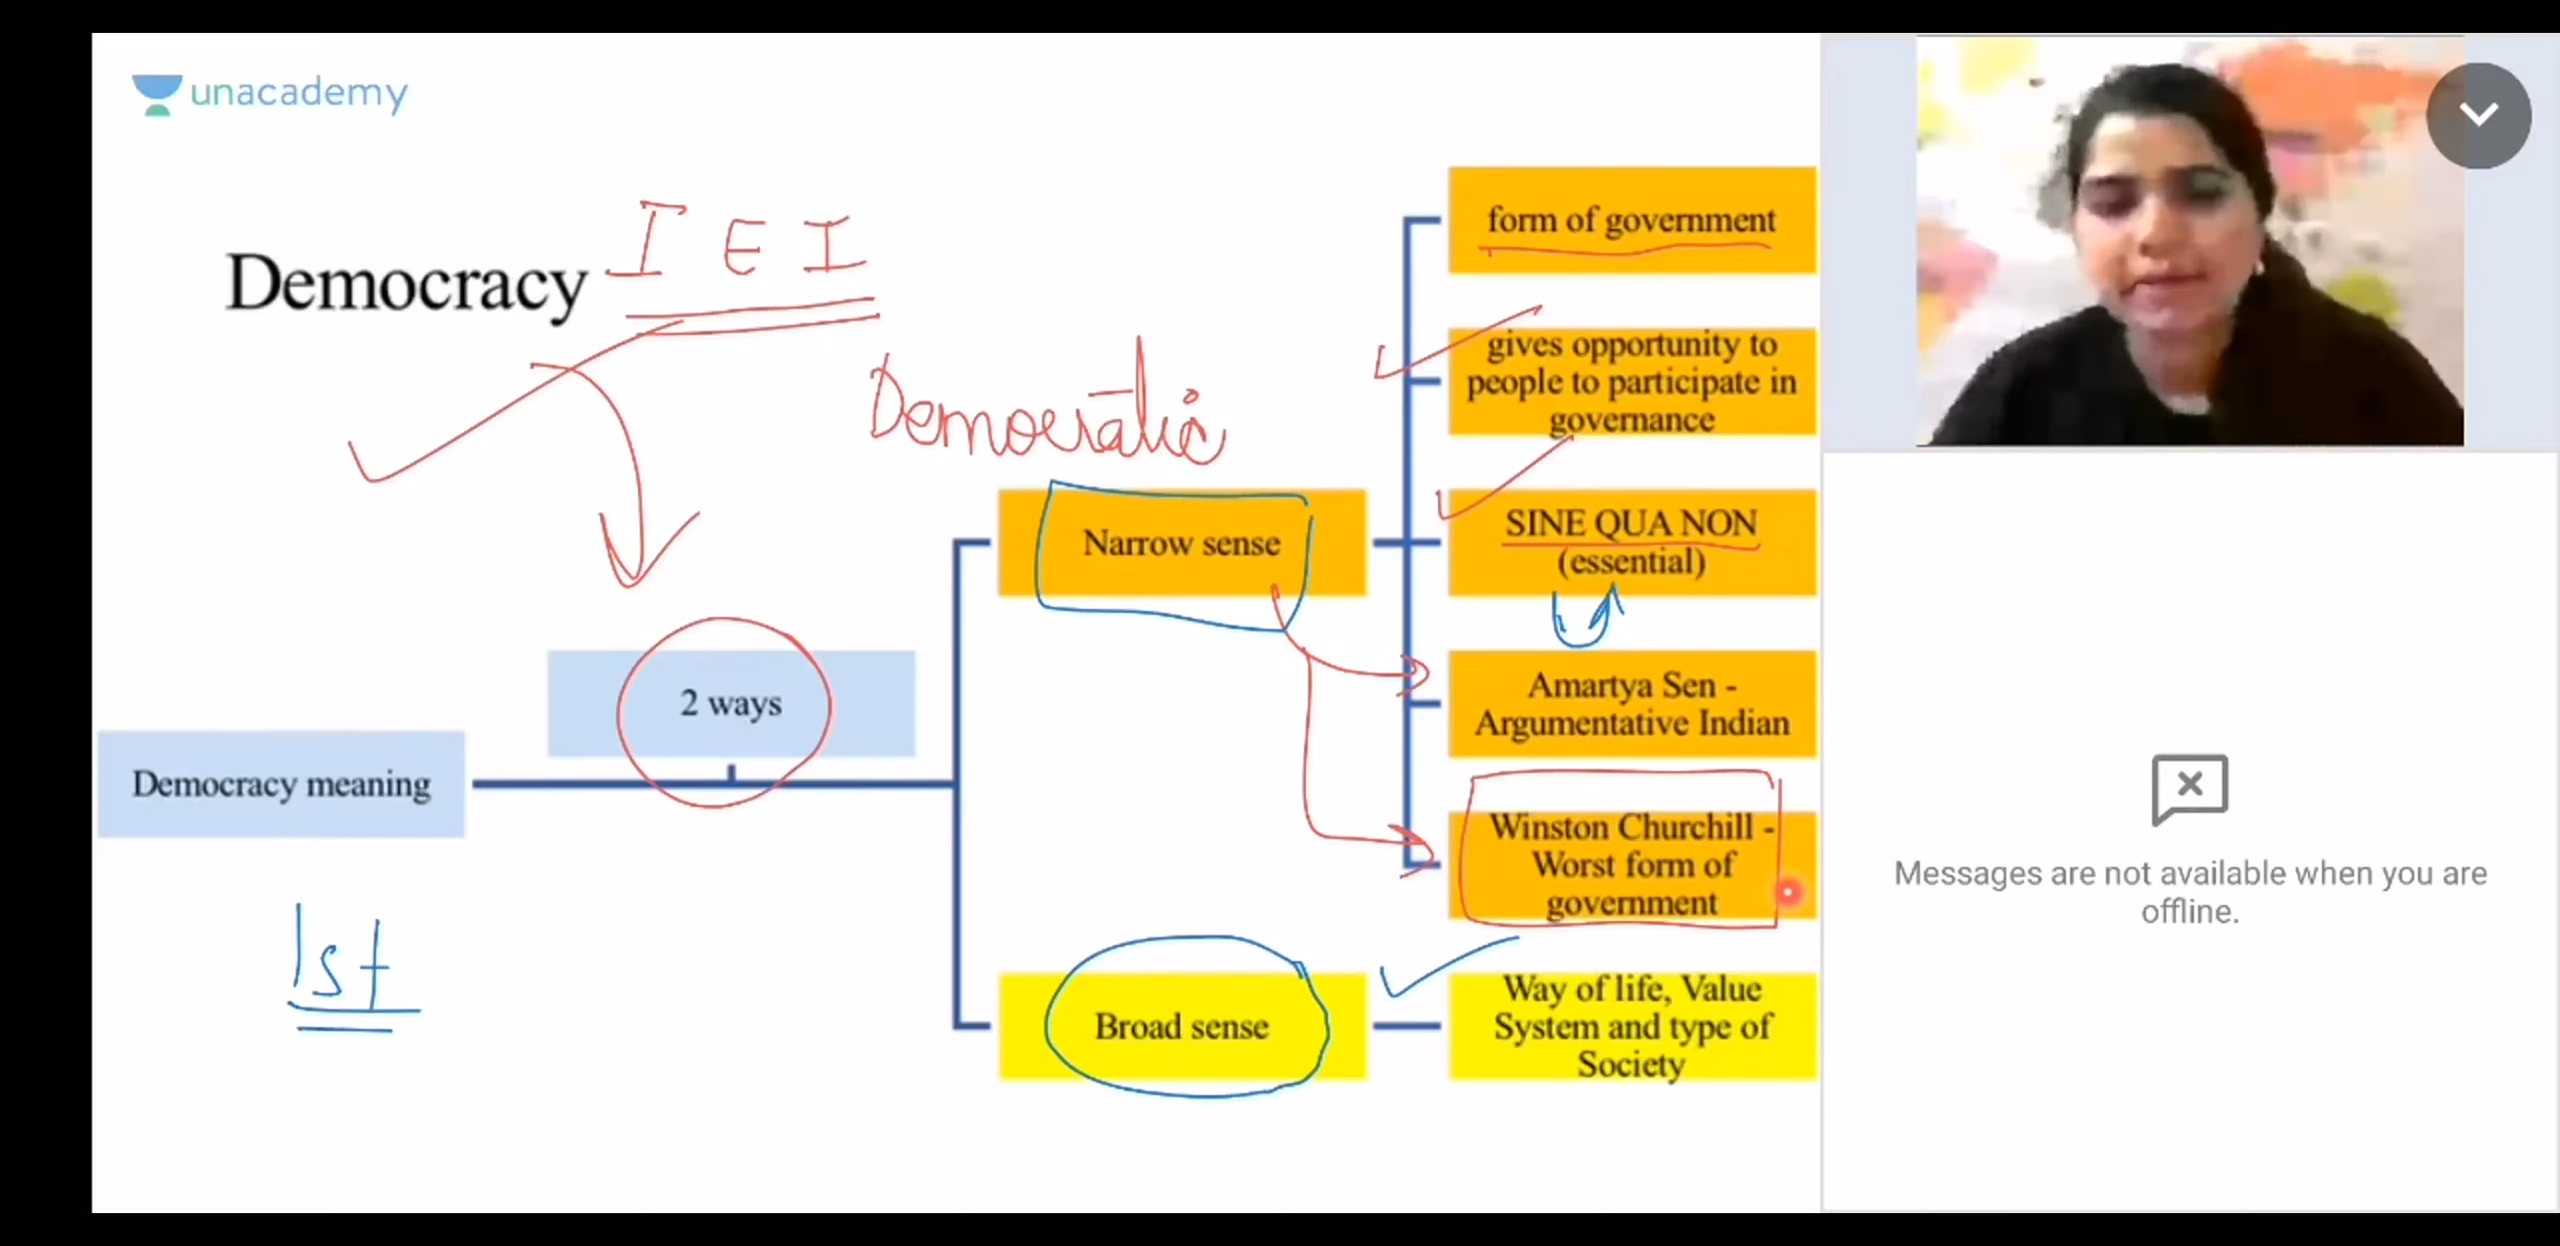 unacademy
Democracy
I E I
Democratic
form of government
gives opportunity to
people to participate in
governance
Narrow sense
SINE QUA NON
(essential)
2 ways
Amartya Sen -
Argumentative Indian
Democracy meaning
Winston Churchill -
Worst form of
government
1st
Broad sense
Way of life, Value
System and type of
Society
Messages are not available when you are
offline.